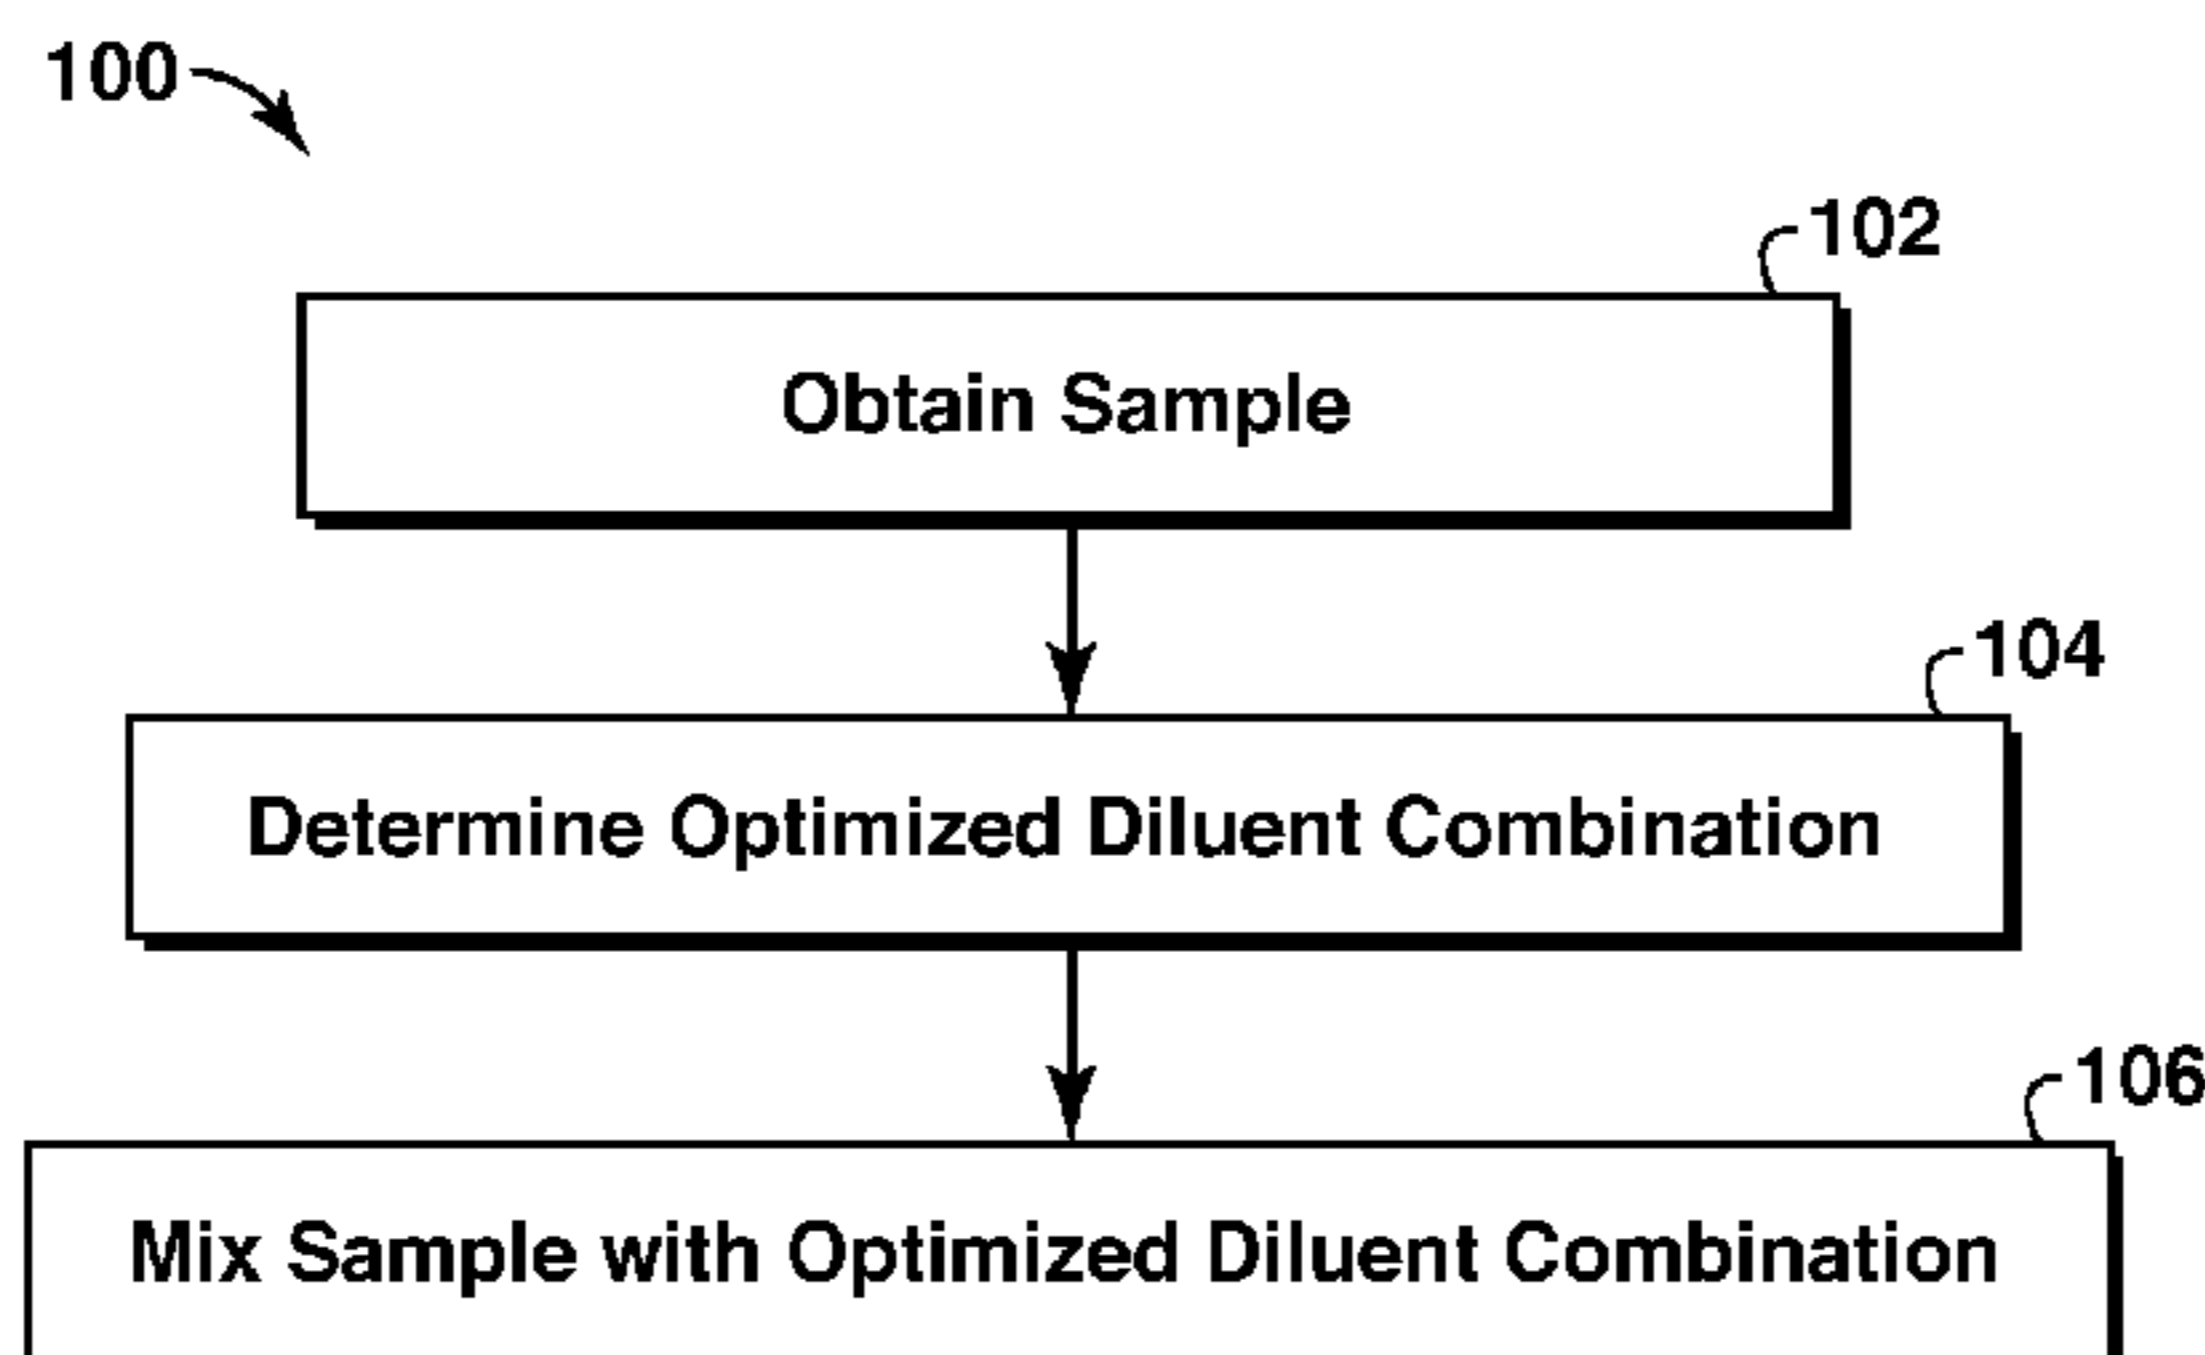 100
102
Obtain Sample
104
Determine Optimized Diluent Combination
106
Mix Sample with Optimized Diluent Combination